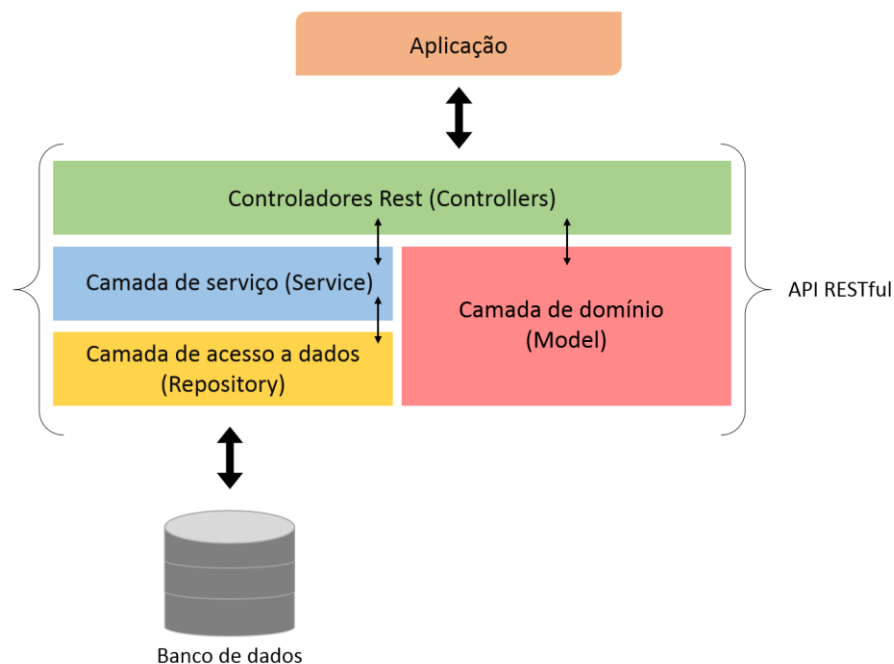 Aplicação
Controladores Rest (Controllers)
Camada de serviço (Service)
Camada de domínio
(Model)
API RESTful
Camada de acesso a dados
(Repository)
Banco de dados